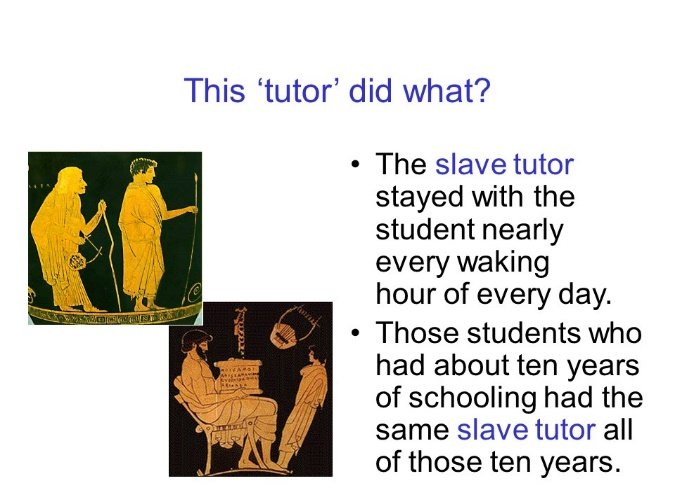 This ‘tutor’ did what?
• The slave tutor
stayed with the
student nearly
every waking
hour of every day.
• Those students who
had about ten years
of schooling had the
same slave tutor all
of those ten years.